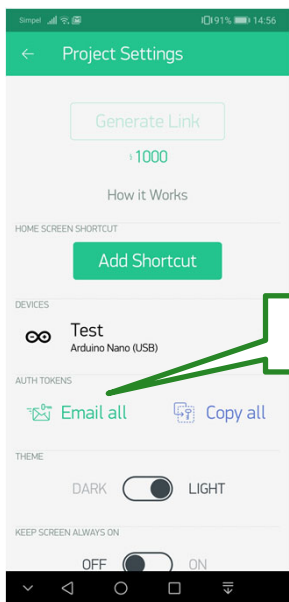 Simpel 91% 14:56
Project Settings
Generate Link
1000
How it Works
HOME SCREEN SHORTCUT
Add Shortcut
DEVICES
Test
Arduino Nano (USB)
AUTH TOKENS
Email all Copy all
THEME
DARK LIGHT
KEEP SCREEN ALWAYS ON
OFF ON